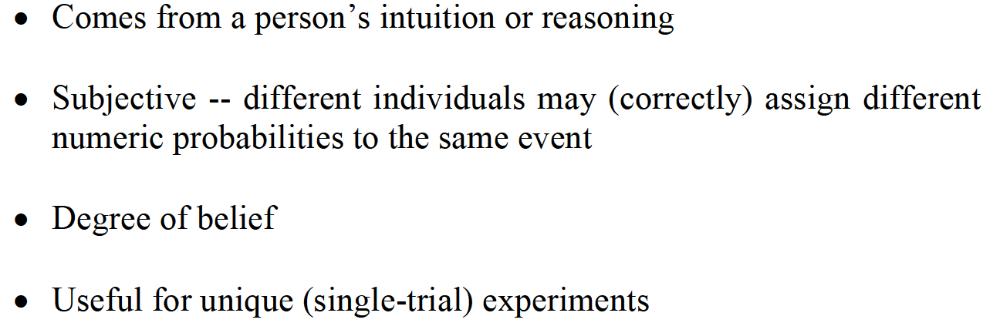 • Comes from a person’s intuition or reasoning
• Subjective -- different individuals may (correctly) assign different
numeric probabilities to the same event
• Degree of belief
• Useful for unique (single-trial) experiments